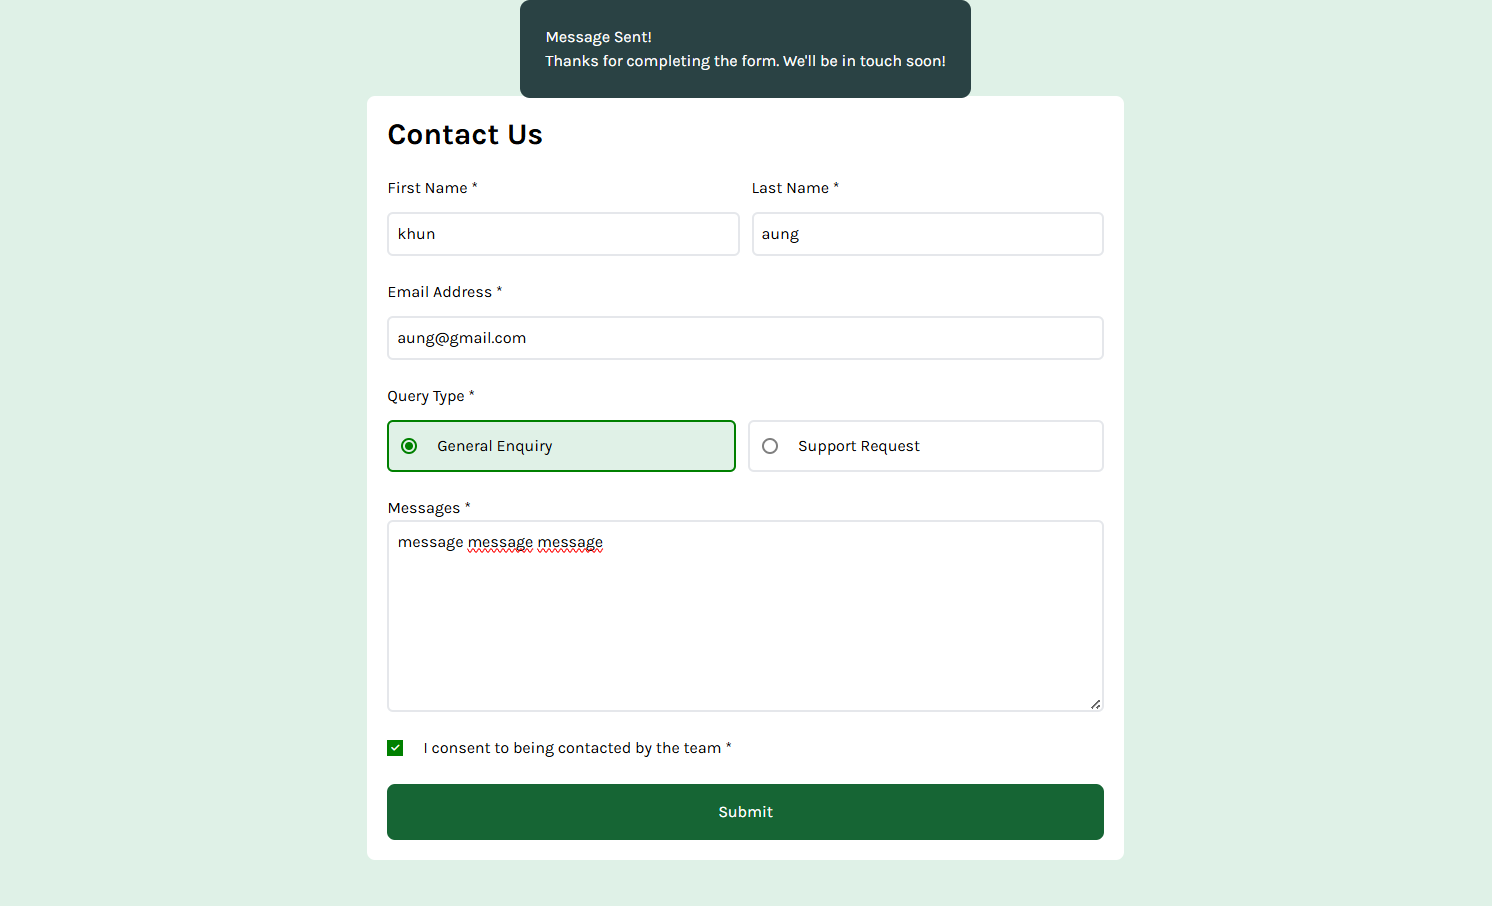 Message Sent!
Thanks for completing the form. We'll be in touch soon!
Contact Us
First Name *
Last Name *
khun
aung
Email Address *
aung@gmail.com
Query Type *
General Enquiry
Support Request
Messages *
message message message
I consent to being contacted by the team *
Submit